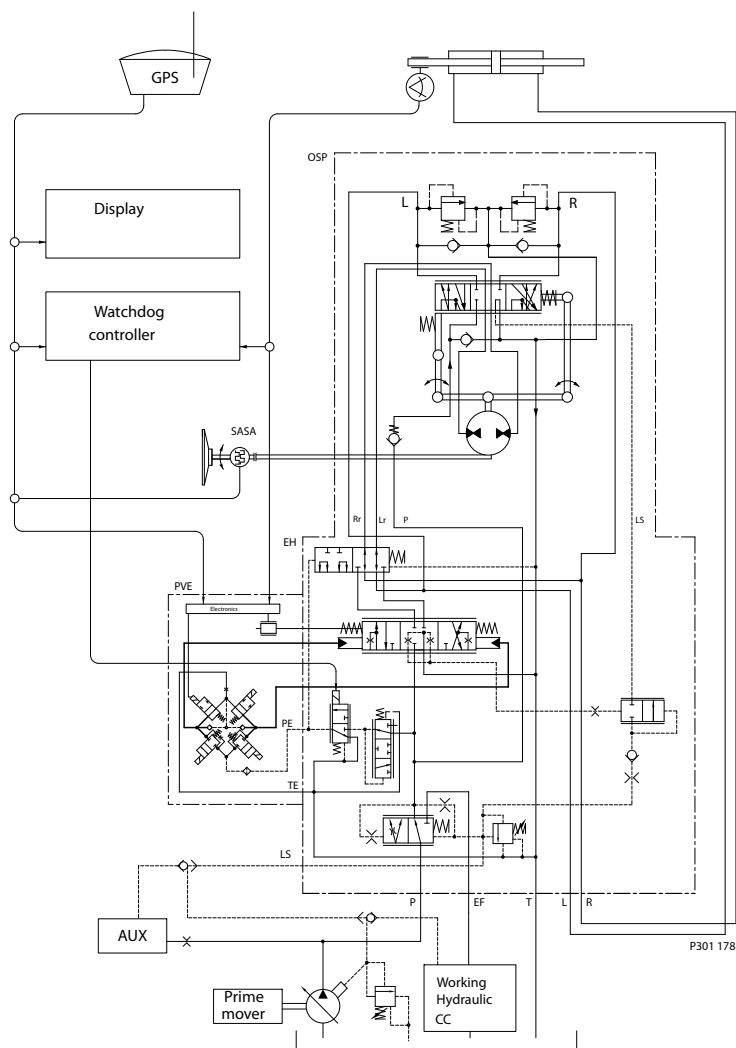 GPS
OSP
L
R
Display
Watchdog
controller
SASA
Rr
Lr
P
LS
EH
PVE
Electronics
PE
TE
LS
P
EF
T
L
R
AUX
P301 178
Prime
mover
Working
Hydraulic
CC